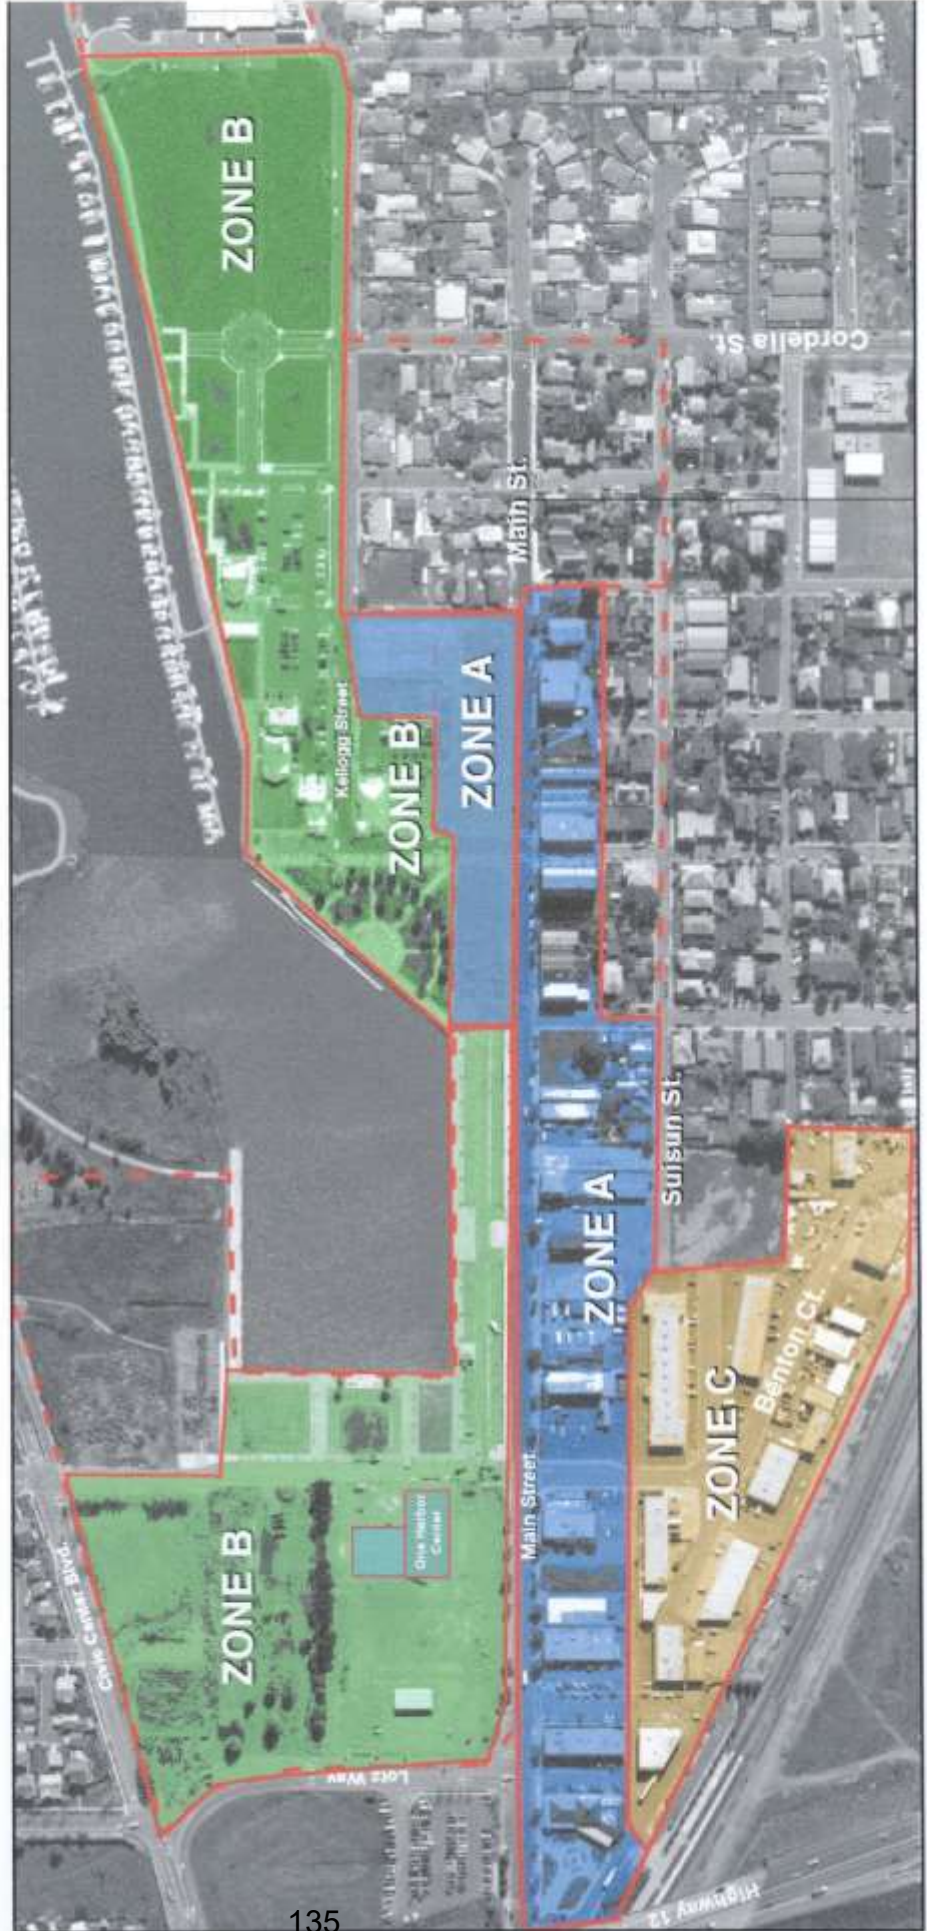 ZONE B
Cordelia St.
Main St.
Kellogg Street
ZONE B
ZONE A
Suisun St.
ZONE A
Benton Ct.
ZONE C
Main Street
One Harbor
Center
ZONE B
Civic Center Blvd.
Lotz Way
Highway 12
135